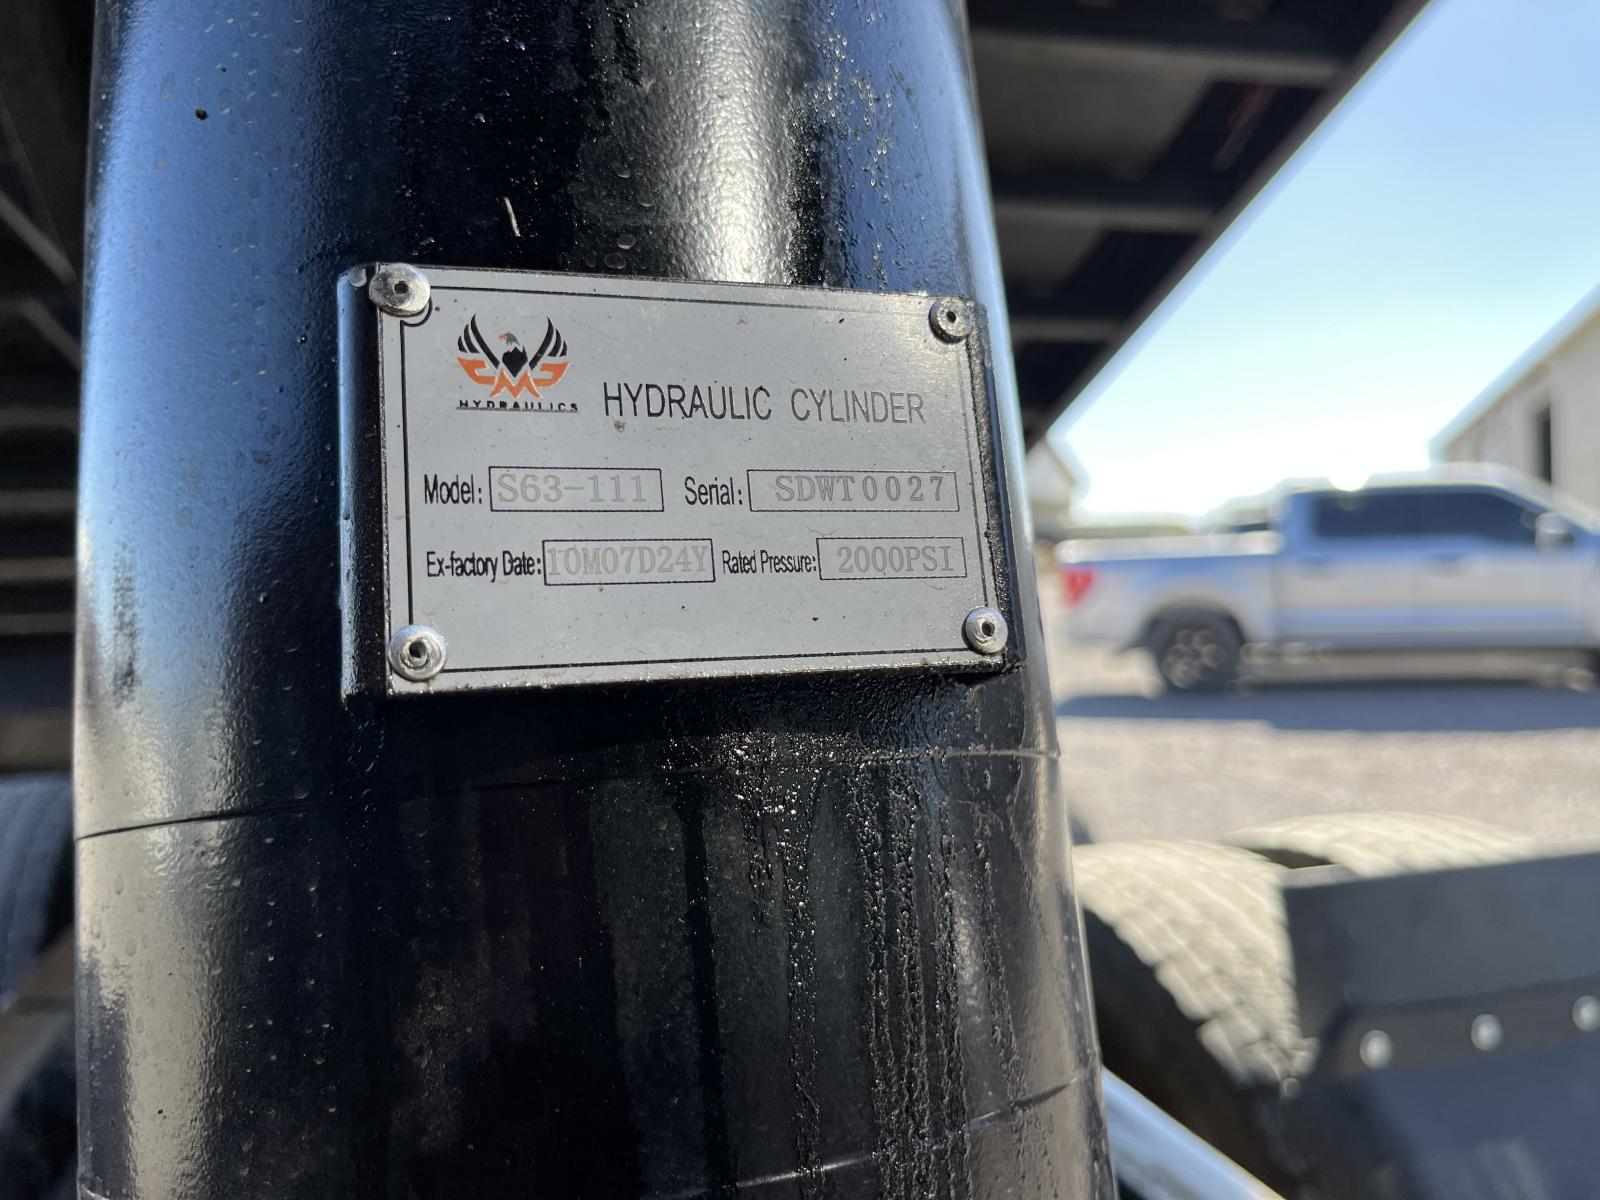 HYDRAULICS
HYDRAULIC CYLINDER
Model: S63-111 Serial: SDWT0027
Ex-factory Date: 10M07D24Y Rated Pressure: 2000PSI